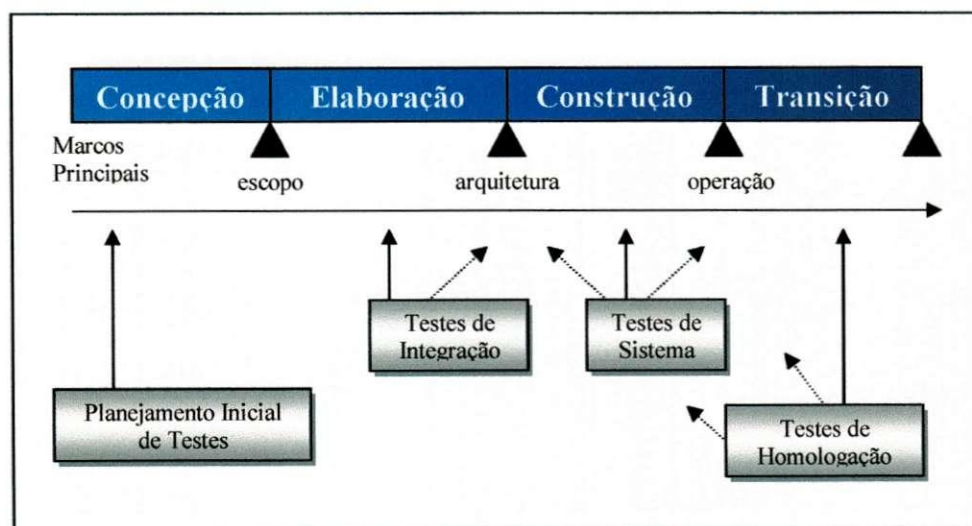 Concepção Elaboração Construção Transição
Marcos
Principais
escopo arquitetura operação
Testes de
Integração
Testes de
Sistema
Planejamento Inicial
de Testes
Testes de
Homologação